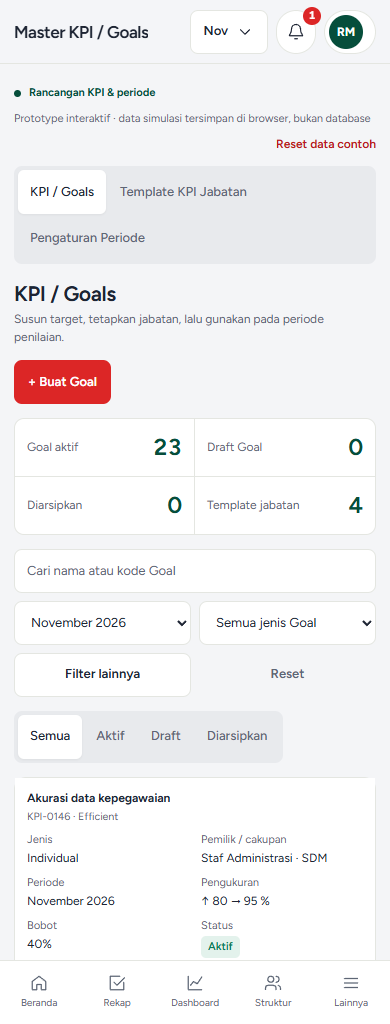 Master KPI / Goals
Nov
1
RM
Rancangan KPI & periode
Prototype interaktif · data simulasi tersimpan di browser, bukan database
Reset data contoh
KPI / Goals
Template KPI Jabatan
Pengaturan Periode
KPI / Goals
Susun target, tetapkan jabatan, lalu gunakan pada periode
penilaian.
+ Buat Goal
Goal aktif 23
Draft Goal 0
Diarsipkan 0
Template jabatan 4
Cari nama atau kode Goal
November 2026
Semua jenis Goal
Filter lainnya
Reset
Semua
Aktif
Draft
Diarsipkan
Akurasi data kepegawaian
KPI-0146 · Efficient
Jenis
Individual
Pemilik / cakupan
Staf Administrasi · SDM
Periode
November 2026
Pengukuran
↑ 80 → 95 %
Bobot
40%
Status
Aktif
Beranda
Rekap
Dashboard
Struktur
Lainnya